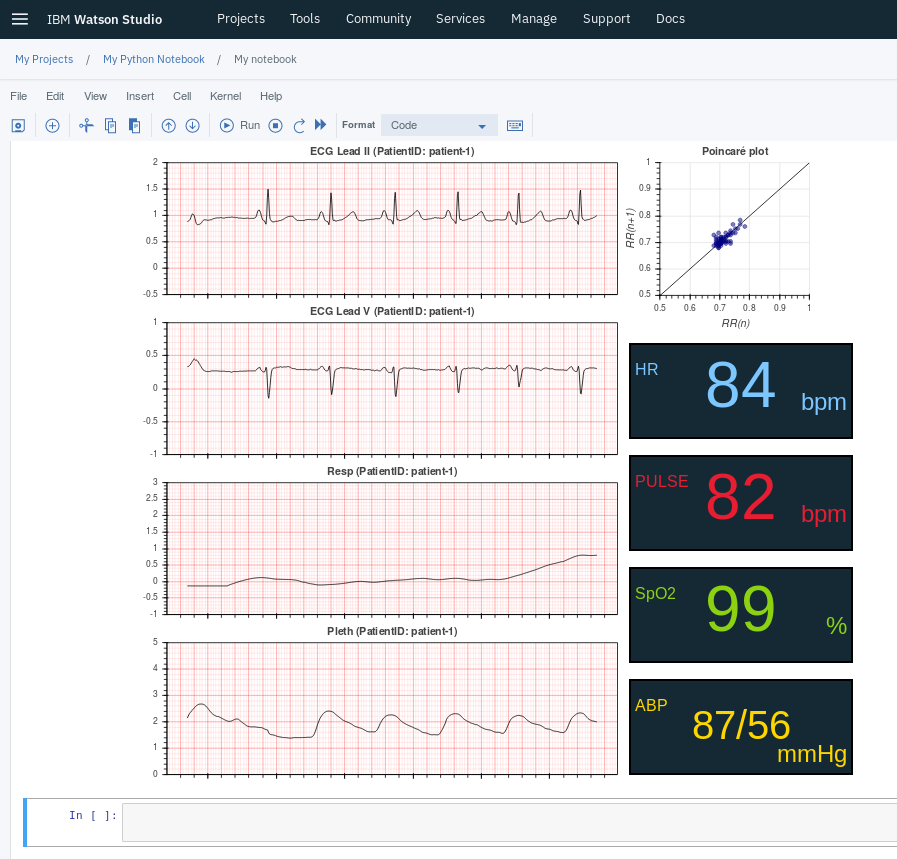 IBM Watson Studio Projects Tools Community Services Manage Support Docs
My Projects / My Python Notebook / My notebook
File Edit View Insert Cell Kernel Help
Run Format Code
ECG Lead II (PatientID: patient-1)
2
1.5
1
0.5
0
-0.5
Poincaré plot
1
0.9
0.8
0.7
0.6
0.5
RR(n+1)
0.5 0.6 0.7 0.8 0.9 1
RR(n)
ECG Lead V (PatientID: patient-1)
1
0.5
0
-0.5
-1
HR 84 bpm
Resp (PatientID: patient-1)
3
2.5
2
1.5
1
0.5
0
-0.5
-1
PULSE 82 bpm
SpO2 99 %
Pleth (PatientID: patient-1)
5
4
3
2
1
0
ABP 87/56 mmHg
In [ ]: